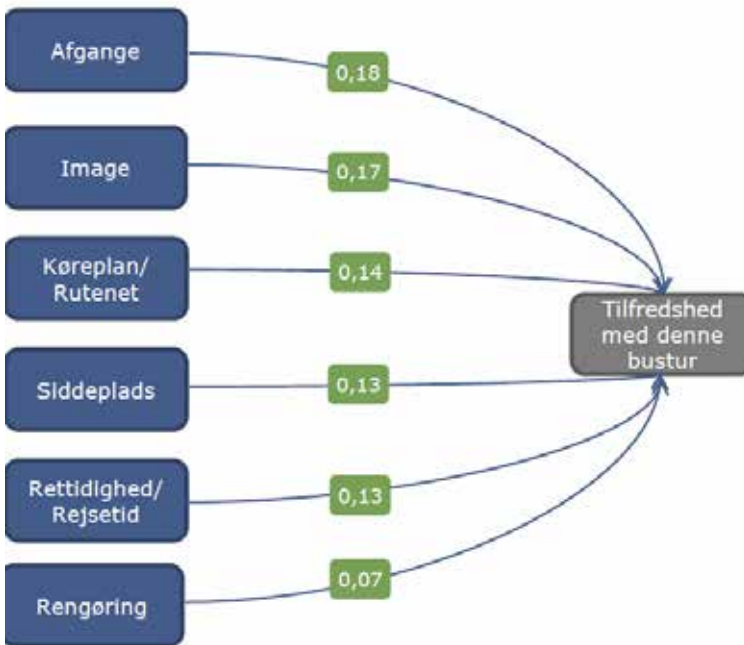 Afgange
0,18
Image
0,17
Køreplan/
Rutenet
0,14
Siddeplads
0,13
Rettidighed/
Rejsetid
0,13
Rengøring
0,07
Tilfredshed
med denne
bustur